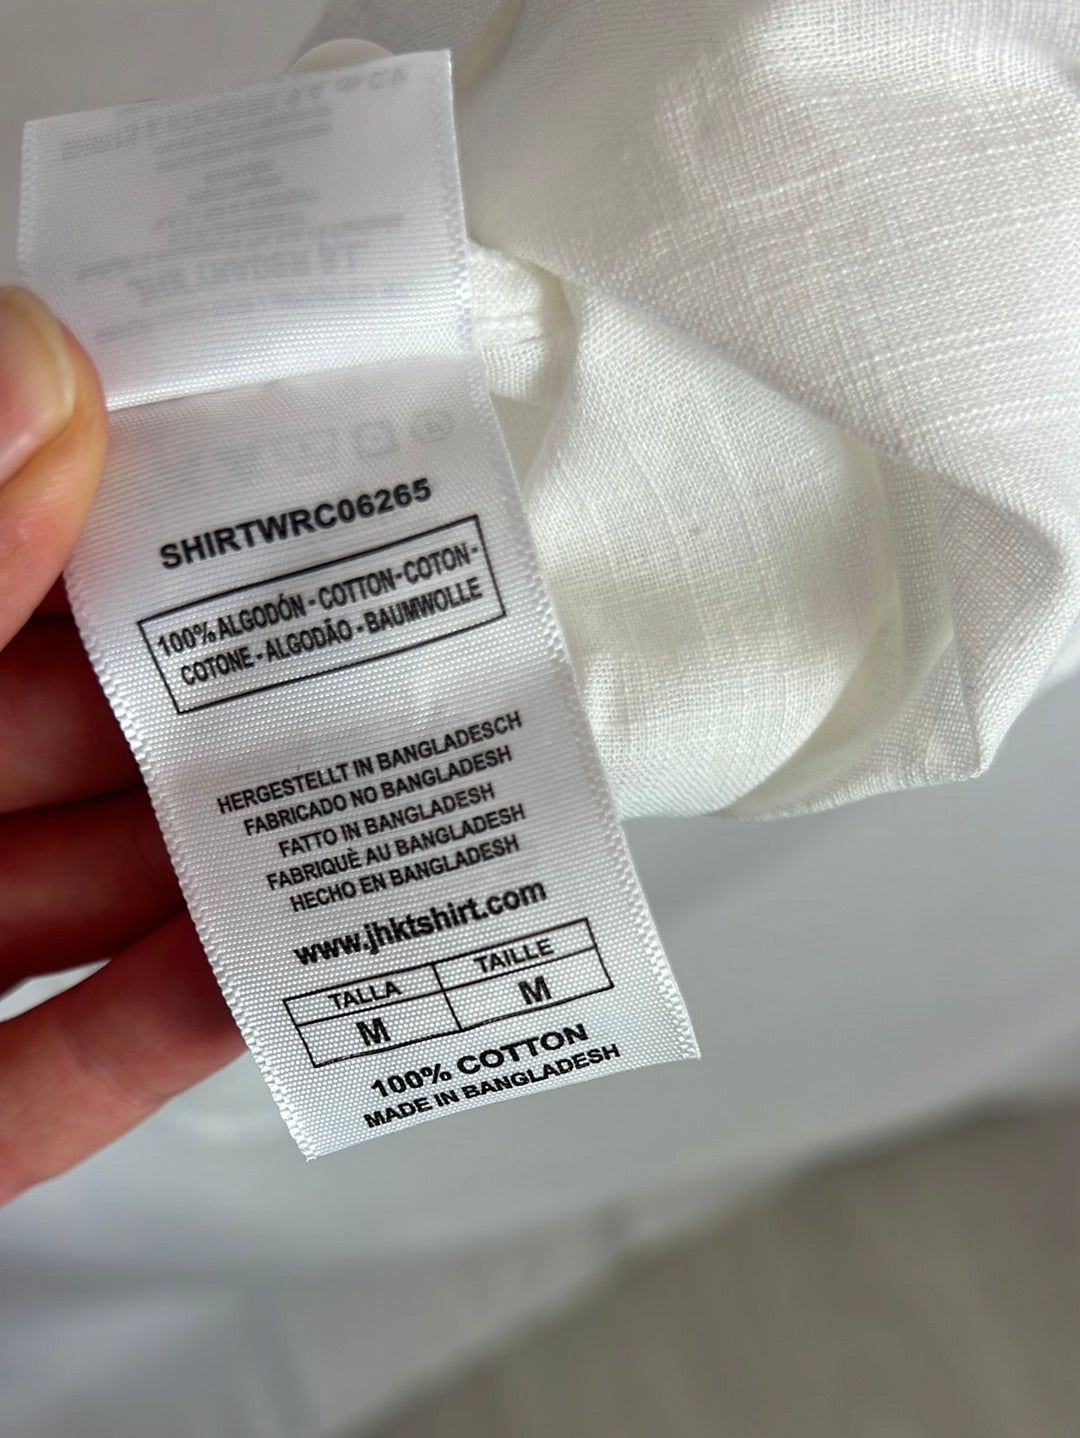 SHIRTWRC06265
100% ALGODÓN - COTTON - COTON -
COTONE - ALGODÃO - BAUMWOLLE
HERGESTELLT IN BANGLADESCH
FABRICADO NO BANGLADESH
FATTO IN BANGLADESH
FABRIQUÈ AU BANGLADESH
HECHO EN BANGLADESH
www.jhktshirt.com
TALLA TAILLE
M M
100% COTTON
MADE IN BANGLADESH